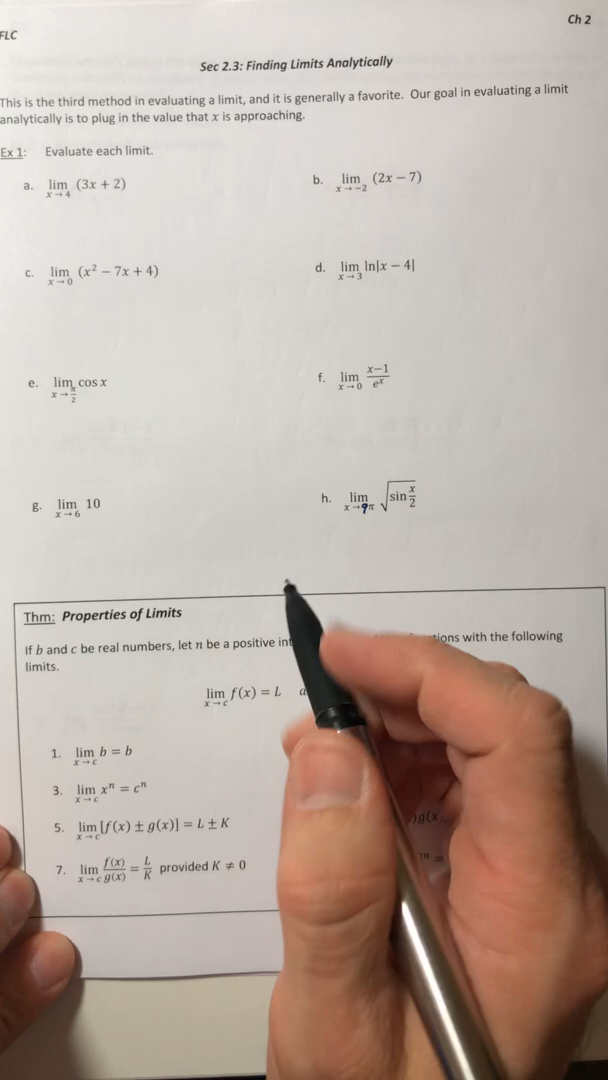 FLC
Ch 2
Sec 2.3: Finding Limits Analytically
This is the third method in evaluating a limit, and it is generally a favorite. Our goal in evaluating a limit
analytically is to plug in the value that x is approaching.
Ex 1: Evaluate each limit.
a. lim x→4 (3x + 2)
b. lim x→−2 (2x − 7)
c. lim x→0 (x² − 7x + 4)
d. lim x→3 ln|x − 4|
e. lim x→π/2 cos x
f. lim x→0 (x−1)/eˣ
g. lim x→6 10
h. lim x→9π √(sin x/2)
Thm: Properties of Limits
If b and c be real numbers, let n be a positive with the following
limits.
lim x→c f(x) = L
1. lim x→c b = b
3. lim x→c xⁿ = cⁿ
5. lim x→c [f(x) ± g(x)] = L ± K
)g(x
7. lim x→c f(x)/g(x) = L/K provided K ≠ 0